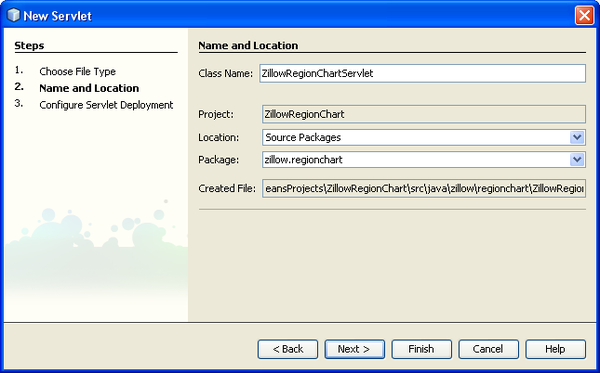 New Servlet
Steps
1. Choose File Type
2. Name and Location
3. Configure Servlet Deployment
Name and Location
Class Name: ZillowRegionChartServlet
Project: ZillowRegionChart
Location: Source Packages
Package: zillow.regionchart
Created File: eansProjects\ZillowRegionChart\src\java\zillow\regionchart\ZillowRegion
< Back Next > Finish Cancel Help